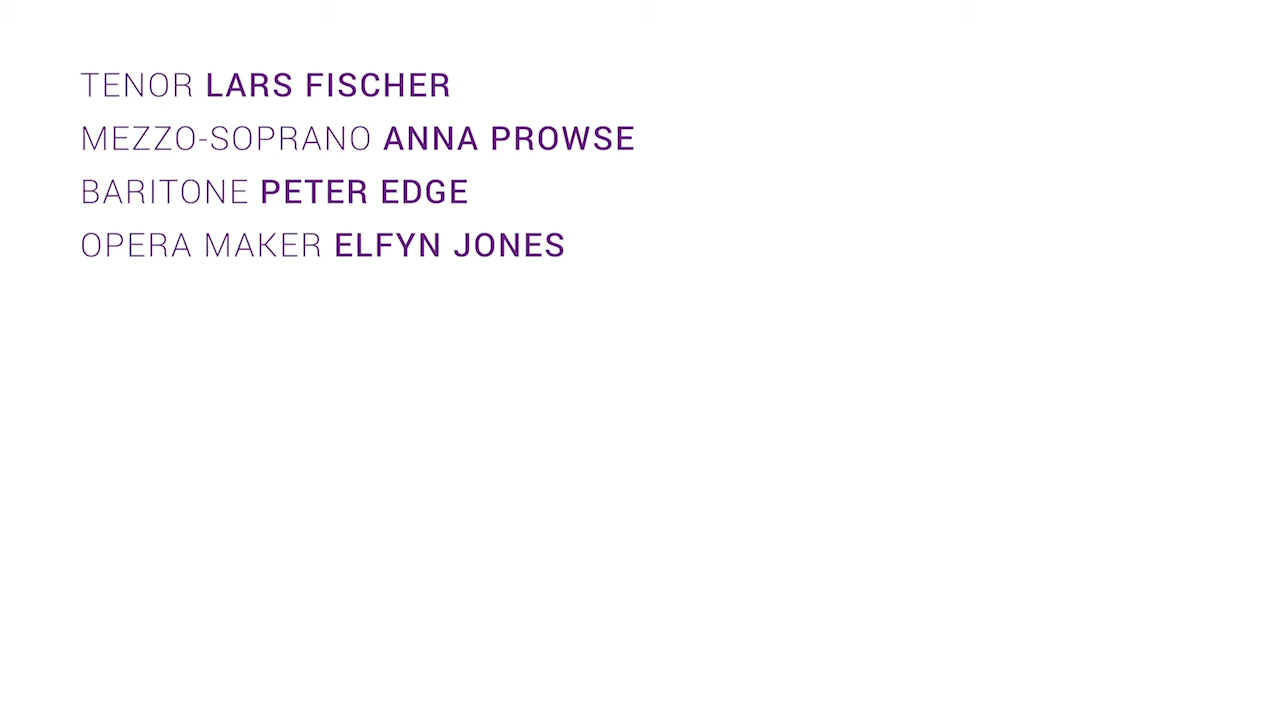 TENOR LARS FISCHER
MEZZO-SOPRANO ANNA PROWSE
BARITONE PETER EDGE
OPERA MAKER ELFYN JONES